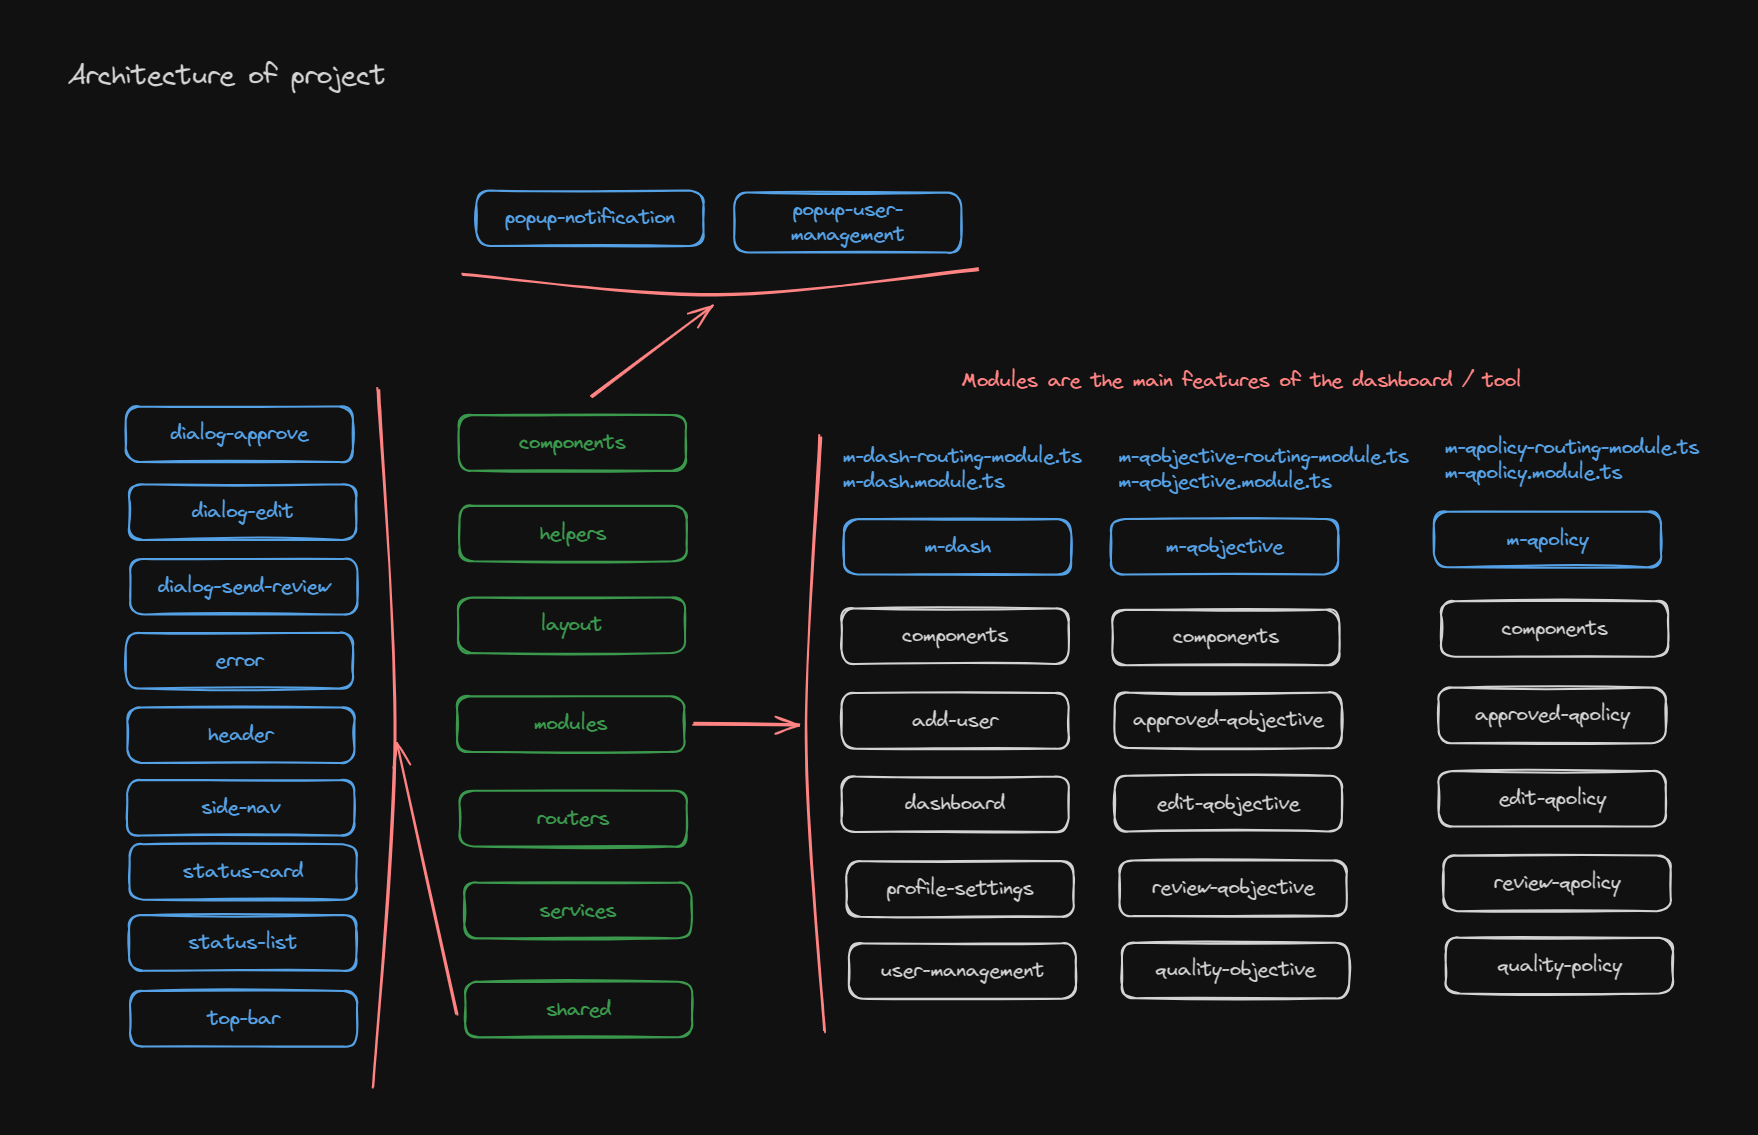 Architecture of project
popup-notification
popup-user-
management
Modules are the main features of the dashboard / tool
dialog-approve
dialog-edit
dialog-send-review
error
header
side-nav
status-card
status-list
top-bar
components
helpers
layout
modules
routers
services
shared
m-dash-routing-module.ts
m-dash.module.ts
m-dash
components
add-user
dashboard
profile-settings
user-management
m-qobjective-routing-module.ts
m-qobjective.module.ts
m-qobjective
components
approved-qobjective
edit-qobjective
review-qobjective
quality-objective
m-qpolicy-routing-module.ts
m-qpolicy.module.ts
m-qpolicy
components
approved-qpolicy
edit-qpolicy
review-qpolicy
quality-policy